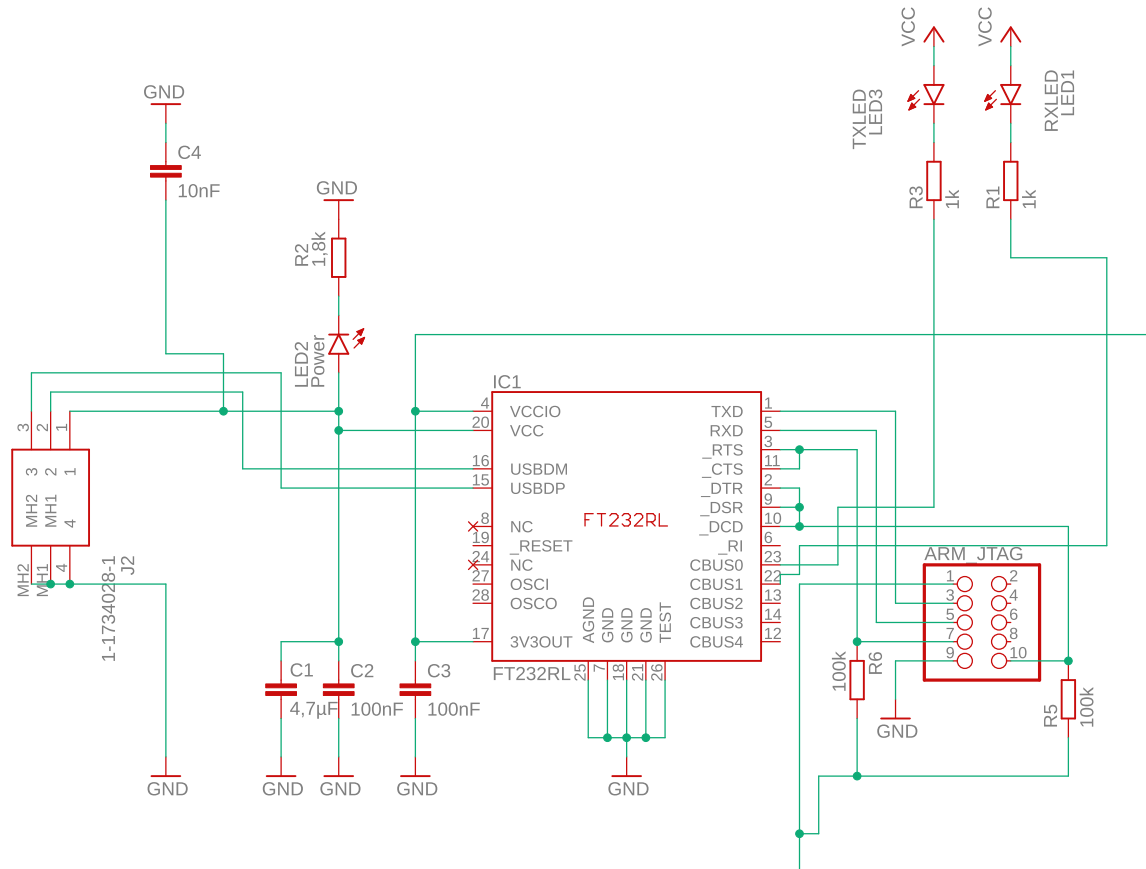 VCC
VCC
TXLED
LED3
RXLED
LED1
GND
C4
10nF
GND
R2
1,8k
R3
1k
R1
1k
LED2
Power
IC1
3
2
1
3
2
1
MH2
MH1
4
MH2
MH1
4
J2
1-1734028-1
4
VCCIO
20
VCC
16
USBDM
15
USBDP
8
NC
19
_RESET
24
NC
27
OSCI
28
OSCO
17
3V3OUT
FT232RL
TXD
1
RXD
5
_RTS
3
_CTS
11
_DTR
2
_DSR
9
_DCD
10
_RI
6
CBUS0
23
CBUS1
22
CBUS2
13
CBUS3
14
CBUS4
12
AGND
GND
GND
GND
TEST
25
7
18
21
26
FT232RL
ARM_JTAG
1
2
3
4
5
6
7
8
9
10
C1
4,7µF
C2
100nF
C3
100nF
R6
100k
R5
100k
GND
GND
GND
GND
GND
GND